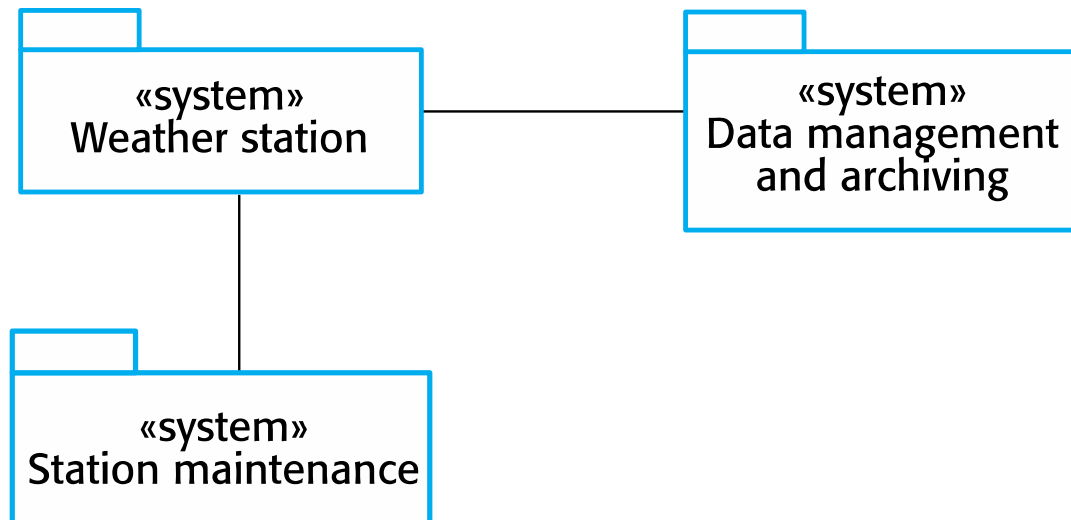 «system»
Weather station
«system»
Data management
and archiving
«system»
Station maintenance